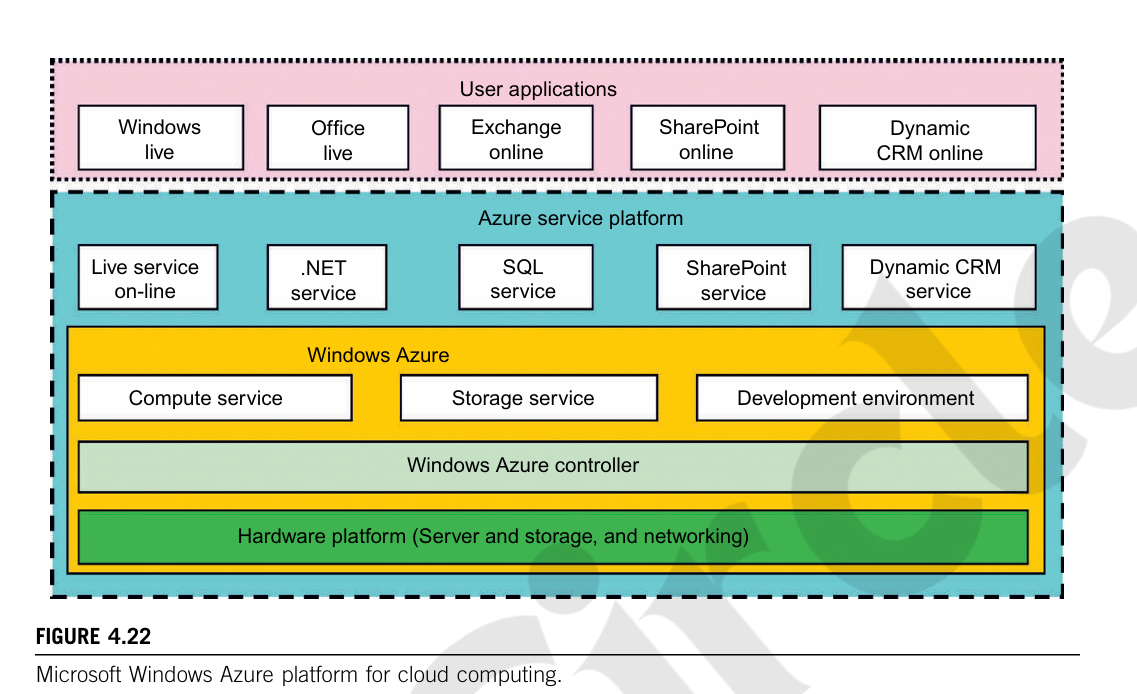 User applications
Windows
live
Office
live
Exchange
online
SharePoint
online
Dynamic
CRM online
Azure service platform
Live service
on-line
.NET
service
SQL
service
SharePoint
service
Dynamic CRM
service
Windows Azure
Compute service
Storage service
Development environment
Windows Azure controller
Hardware platform (Server and storage, and networking)
FIGURE 4.22
Microsoft Windows Azure platform for cloud computing.